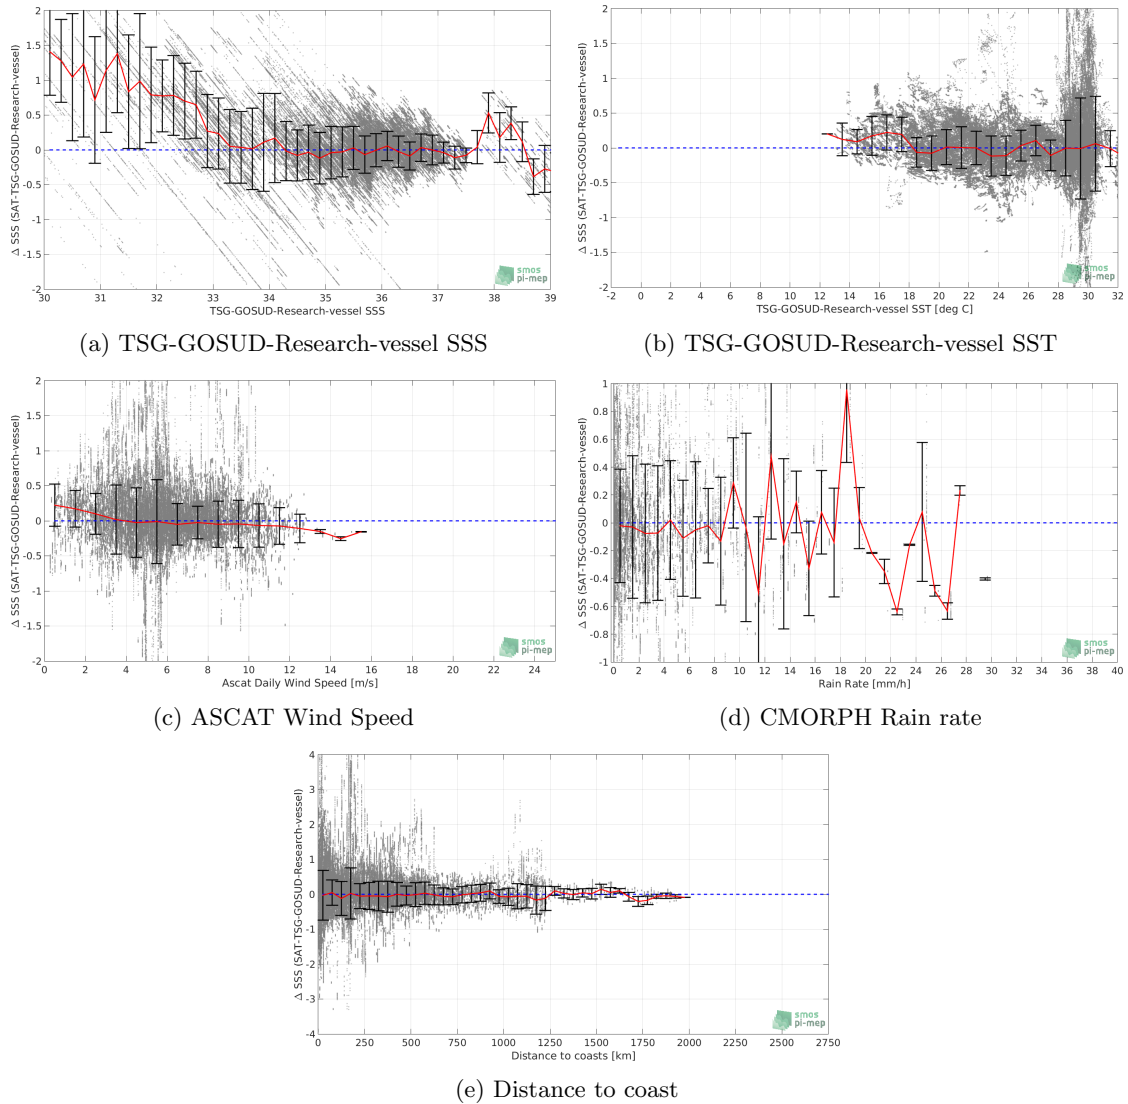 Δ SSS (SAT-TSG-GOSUD-Research-vessel)
2
1.5
1
0.5
0
-0.5
-1
-1.5
-2
30 31 32 33 34 35 36 37 38 39
TSG-GOSUD-Research-vessel SSS
smos
pi-mep
(a) TSG-GOSUD-Research-vessel SSS
Δ SSS (SAT-TSG-GOSUD-Research-vessel)
2
1.5
1
0.5
0
-0.5
-1
-1.5
-2
-2 0 2 4 6 8 10 12 14 16 18 20 22 24 26 28 30 32
TSG-GOSUD-Research-vessel SST [deg C]
smos
pi-mep
(b) TSG-GOSUD-Research-vessel SST
Δ SSS (SAT-TSG-GOSUD-Research-vessel)
2
1.5
1
0.5
0
-0.5
-1
-1.5
-2
0 2 4 6 8 10 12 14 16 18 20 22 24
Ascat Daily Wind Speed [m/s]
smos
pi-mep
(c) ASCAT Wind Speed
Δ SSS (SAT-TSG-GOSUD-Research-vessel)
1
0.8
0.6
0.4
0.2
0
-0.2
-0.4
-0.6
-0.8
-1
0 2 4 6 8 10 12 14 16 18 20 22 24 26 28 30 32 34 36 38 40
Rain Rate [mm/h]
smos
pi-mep
(d) CMORPH Rain rate
Δ SSS (SAT-TSG-GOSUD-Research-vessel)
4
3
2
1
0
-1
-2
-3
-4
0 250 500 750 1000 1250 1500 1750 2000 2250 2500 2750
Distance to coasts [km]
smos
pi-mep
(e) Distance to coast